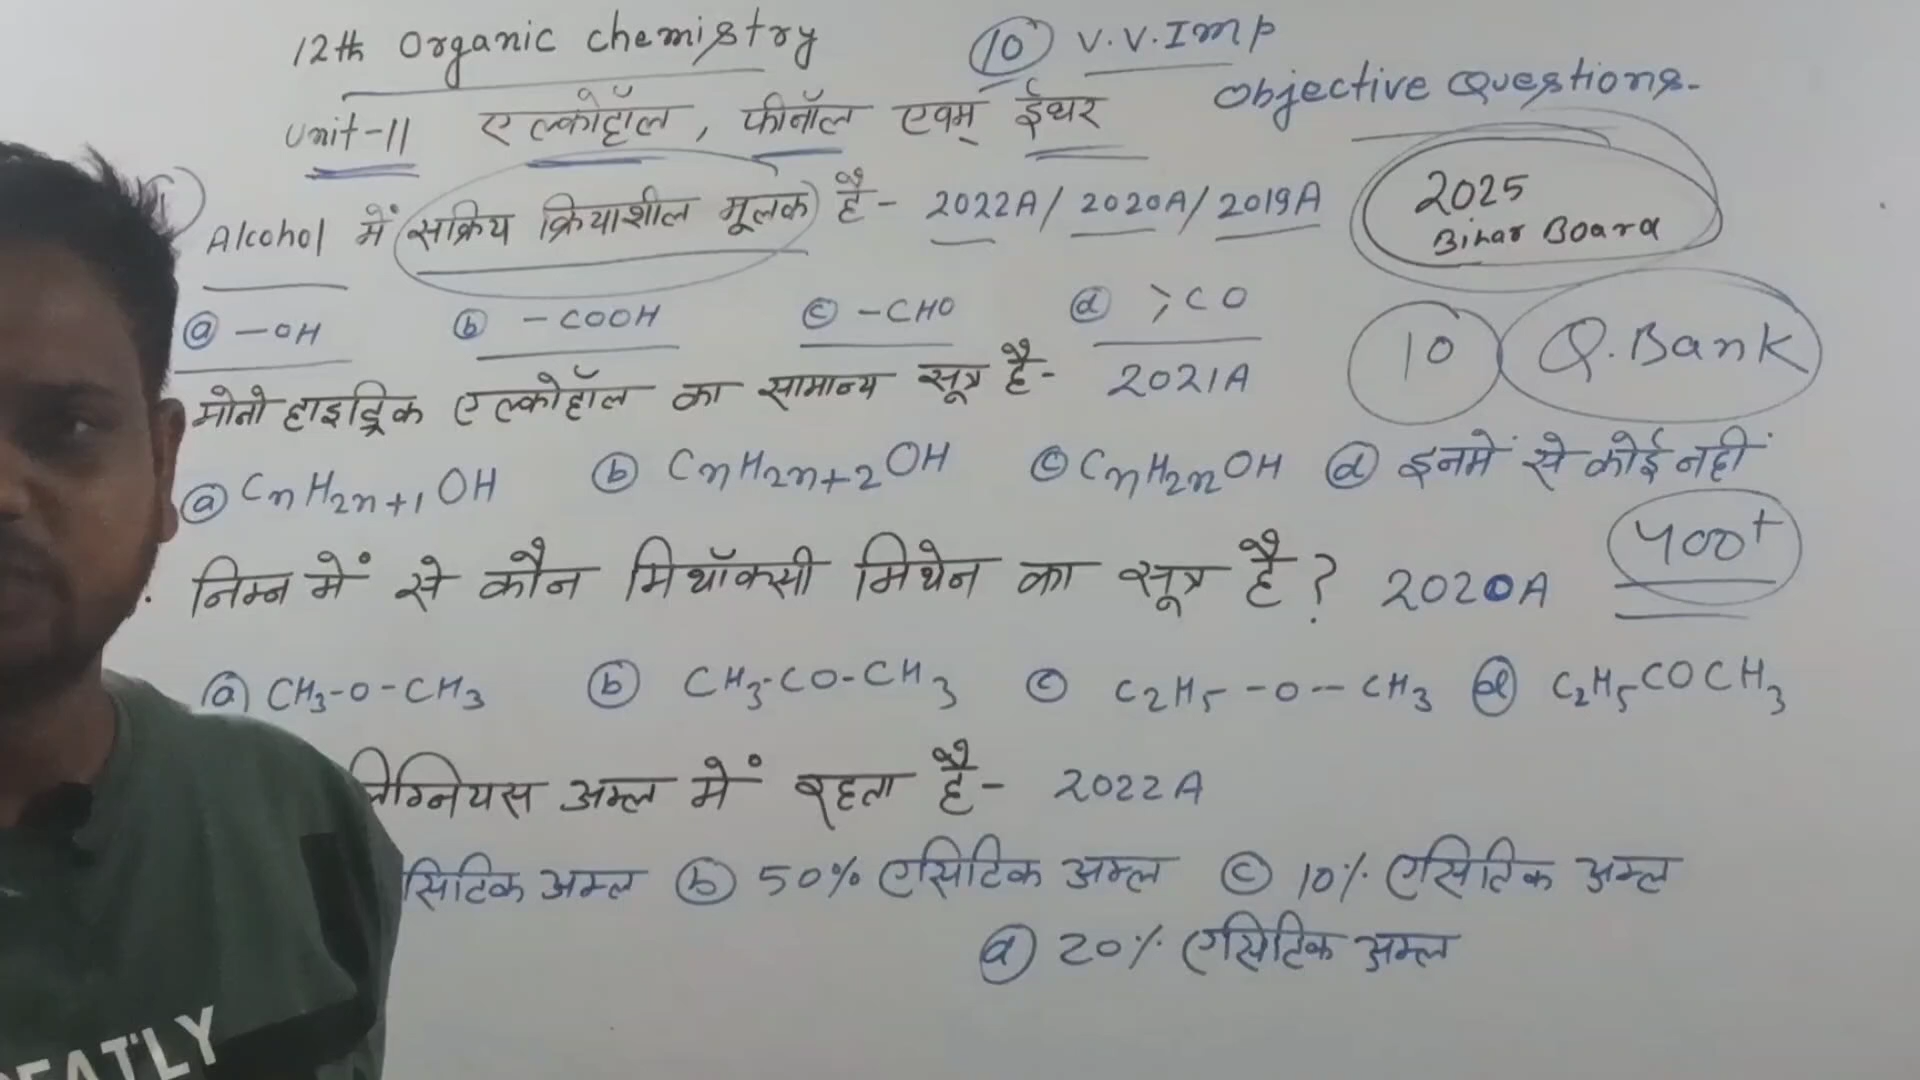 12th Organic chemistry
10 V.V.Imp
Objective Questions.
Unit-11 एल्कोहॉल, फीनॉल एवम् ईथर
Alcohol में सक्रिय क्रियाशील मूलक है- 2022A/ 2020A/ 2019A
2025
Bihar Board
(a) -OH (b) -COOH (c) -CHO (d) >CO
10 Q. Bank
मोनो हाइड्रिक एल्कोहॉल का सामान्य सूत्र है- 2021A
(a) CnH2n+1OH (b) CnH2n+2OH (c) CnH2nOH (d) इनमें से कोई नहीं
400+
निम्न में से कौन मिथॉक्सी मिथेन का सूत्र है? 2020A
(a) CH3-O-CH3 (b) CH3-CO-CH3 (c) C2H5--O--CH3 (d) C2H5COCH3
लिग्नियस अम्ल में रहता है- 2022A
सिटिक अम्ल (b) 50% एसिटिक अम्ल (c) 10% एसिटिक अम्ल
(d) 20% एसिटिक अम्ल
EATLY